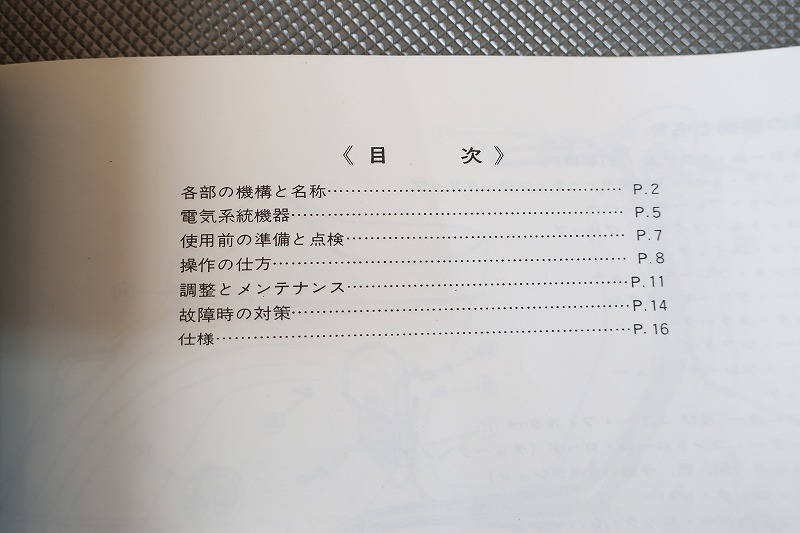 《目　　次》
各部の機構と名称……………………………………………… P.2
電気系統機器…………………………………………………… P.5
使用前の準備と点検…………………………………………… P.7
操作の仕方……………………………………………………… P.8
調整とメンテナンス……………………………………………P.11
故障時の対策……………………………………………………P.14
仕様………………………………………………………………P.16